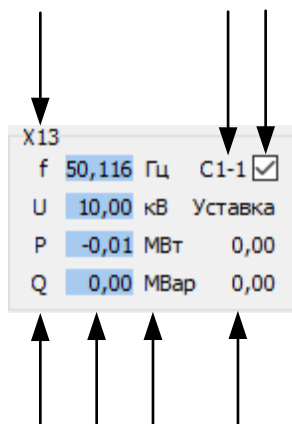 X13
f 50,116 Гц C1-1
U 10,00 кВ Уставка
P -0,01 МВт 0,00
Q 0,00 МВар 0,00